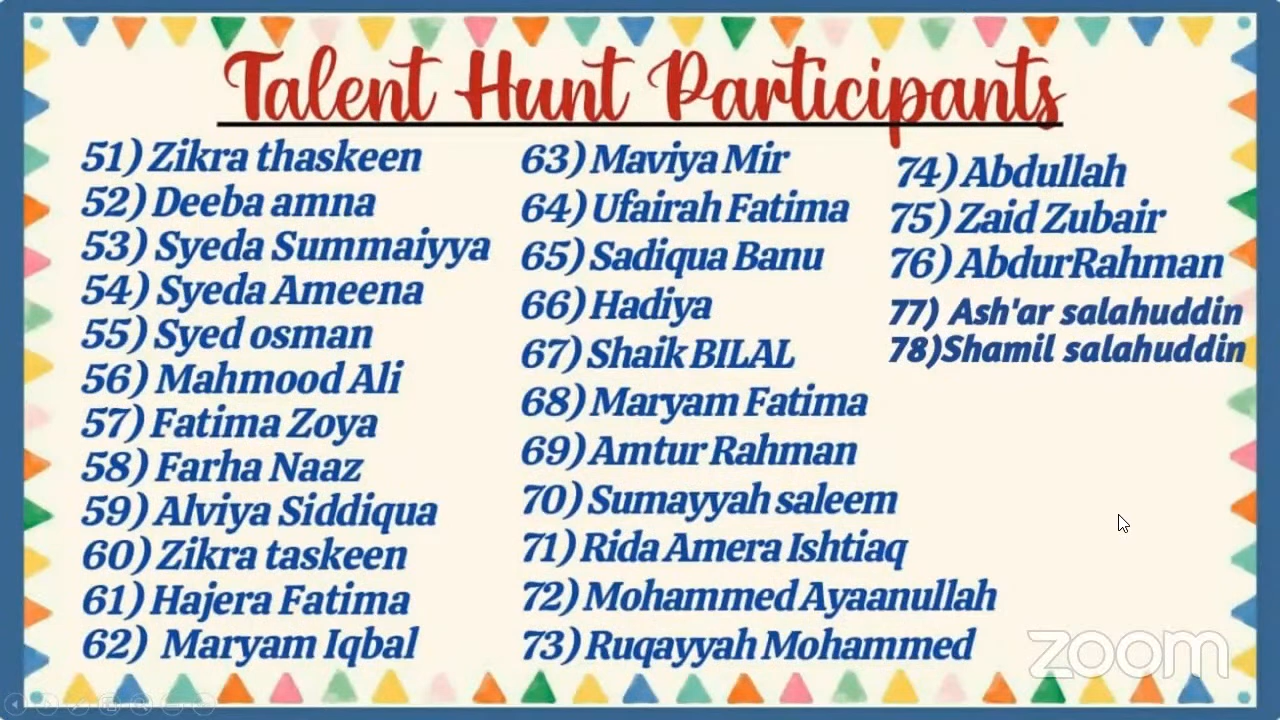 Talent Hunt Participants
51) Zikra thaskeen
52) Deeba amna
53) Syeda Summaiyya
54) Syeda Ameena
55) Syed osman
56) Mahmood Ali
57) Fatima Zoya
58) Farha Naaz
59) Alviya Siddiqua
60) Zikra taskeen
61) Hajera Fatima
62) Maryam Iqbal
63) Maviya Mir
64) Ufairah Fatima
65) Sadiqua Banu
66) Hadiya
67) Shaik BILAL
68) Maryam Fatima
69) Amtur Rahman
70) Sumayyah saleem
71) Rida Amera Ishtiaq
72) Mohammed Ayaanullah
73) Ruqayyah Mohammed
74) Abdullah
75) Zaid Zubair
76) AbdurRahman
77) Ash'ar salahuddin
78)Shamil salahuddin
zoom